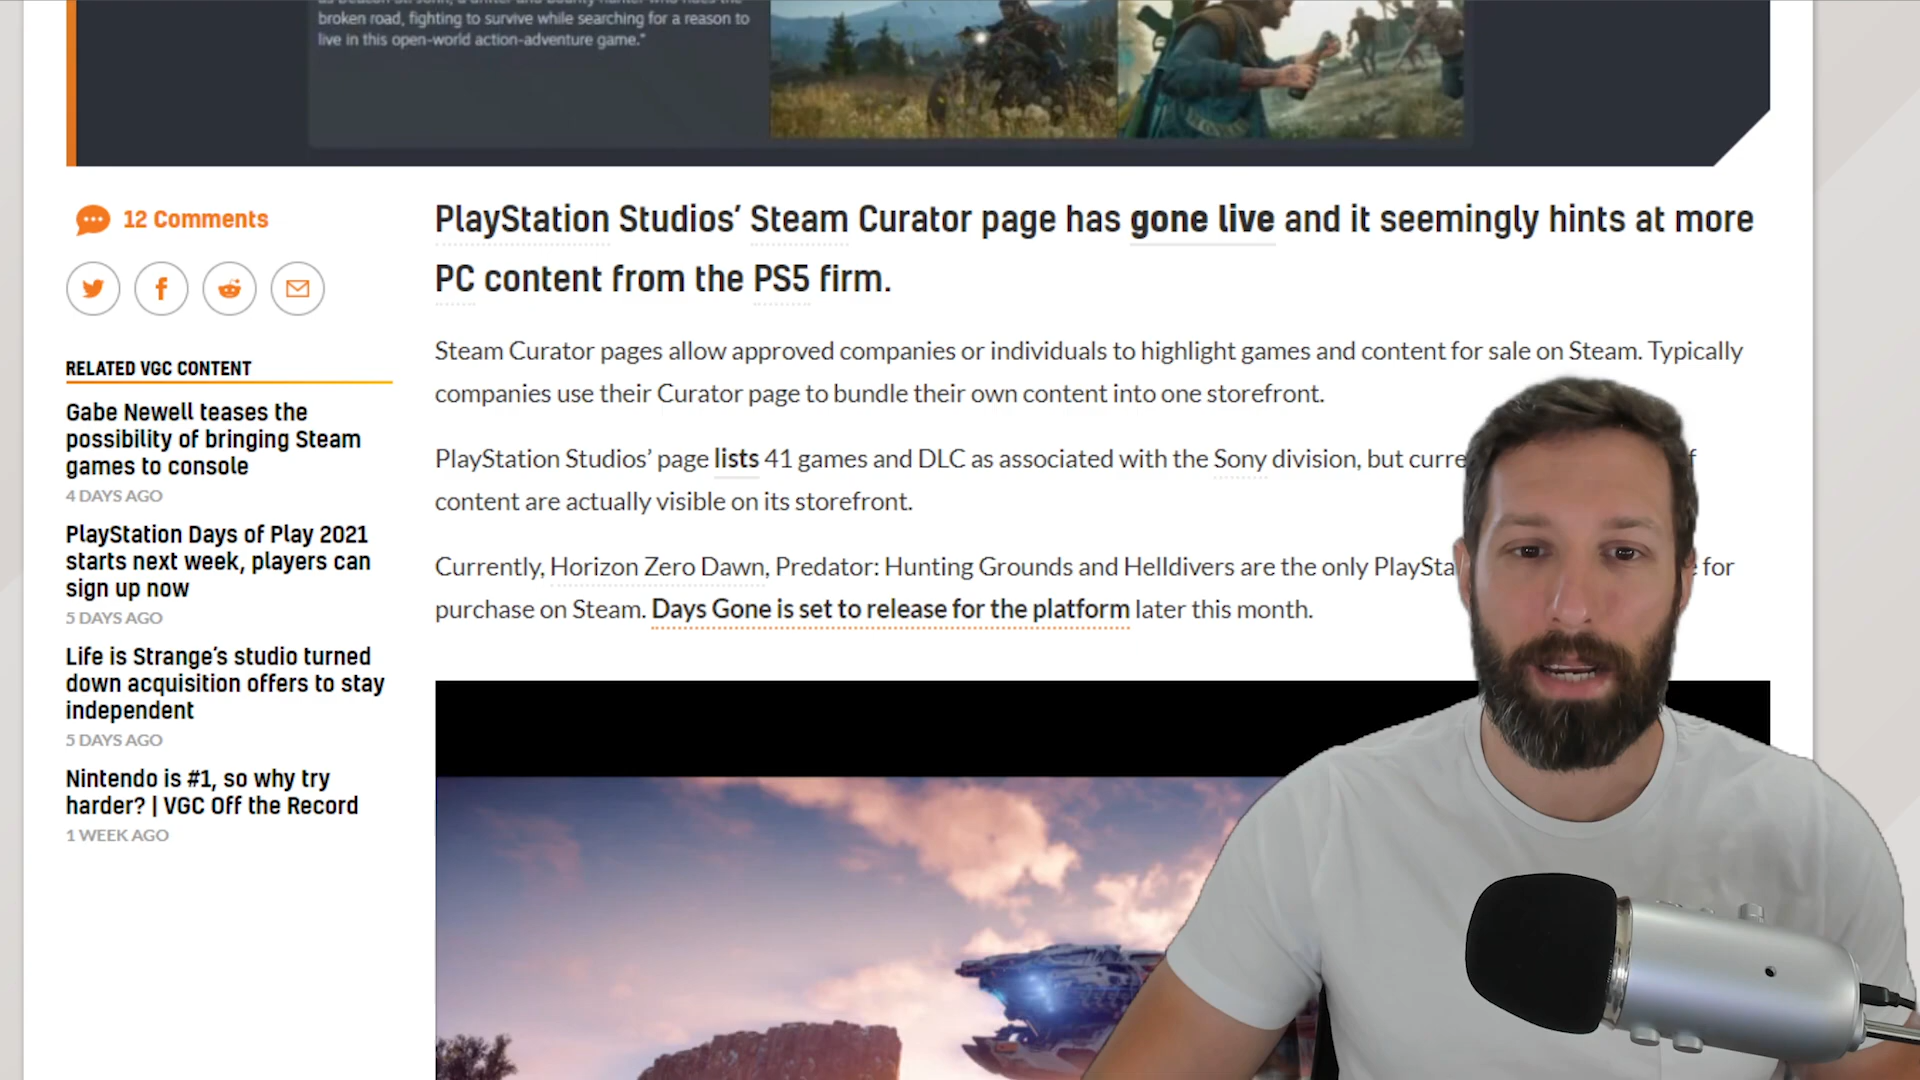 broken road, fighting to survive while searching for a reason to
live in this open-world action-adventure game."
12 Comments
PlayStation Studios’ Steam Curator page has gone live and it seemingly hints at more
PC content from the PS5 firm.
Steam Curator pages allow approved companies or individuals to highlight games and content for sale on Steam. Typically
companies use their Curator page to bundle their own content into one storefront.
PlayStation Studios’ page lists 41 games and DLC as associated with the Sony division, but
content are actually visible on its storefront.
Currently, Horizon Zero Dawn, Predator: Hunting Grounds and Helldivers are the only for
purchase on Steam. Days Gone is set to release for the platform later this month.
RELATED VGC CONTENT
Gabe Newell teases the
possibility of bringing Steam
games to console
4 DAYS AGO
PlayStation Days of Play 2021
starts next week, players can
sign up now
5 DAYS AGO
Life is Strange’s studio turned
down acquisition offers to stay
independent
5 DAYS AGO
Nintendo is #1, so why try
harder? | VGC Off the Record
1 WEEK AGO